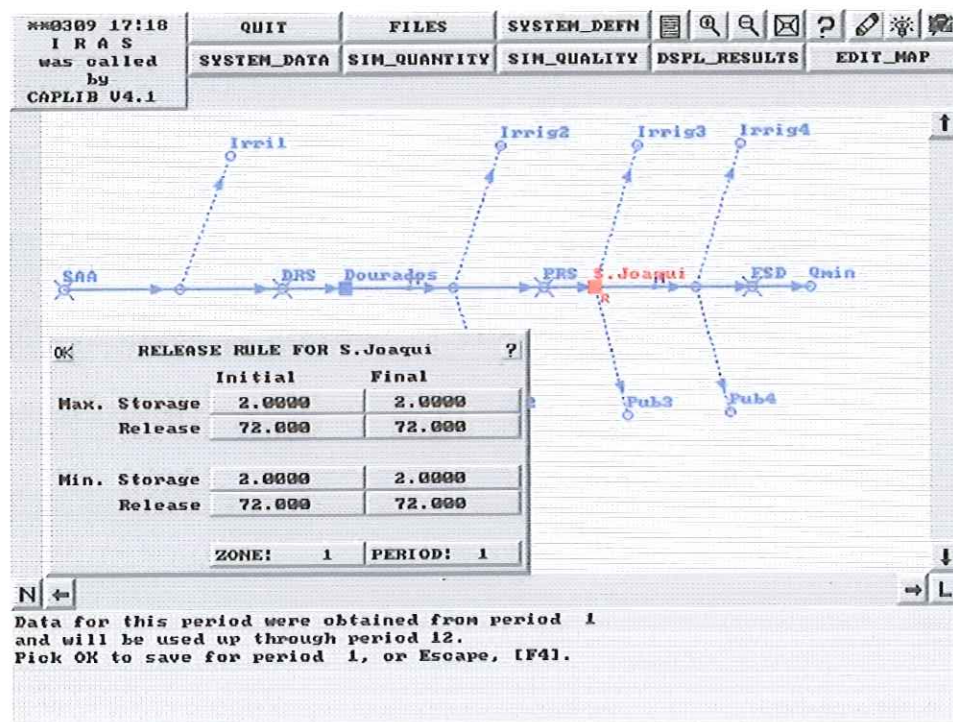 **0309 17:18
I R A S
was called
by
CAPLIB V4.1
QUIT FILES SYSTEM_DEFN ?
SYSTEM_DATA SIM_QUANTITY SIM_QUALITY DSPL_RESULTS EDIT_MAP
Irri1 Irrig2 Irrig3 Irrig4
SAA DRS Dourados PRS S.Joaqui ESD Qmin
R
OK RELEASE RULE FOR S.Joaqui ?
Initial Final
Max. Storage 2.0000 2.0000
Release 72.000 72.000
Pub3 Pub4
Min. Storage 2.0000 2.0000
Release 72.000 72.000
ZONE: 1 PERIOD: 1
N L
Data for this period were obtained from period 1
and will be used up through period 12.
Pick OK to save for period 1, or Escape, [F4].